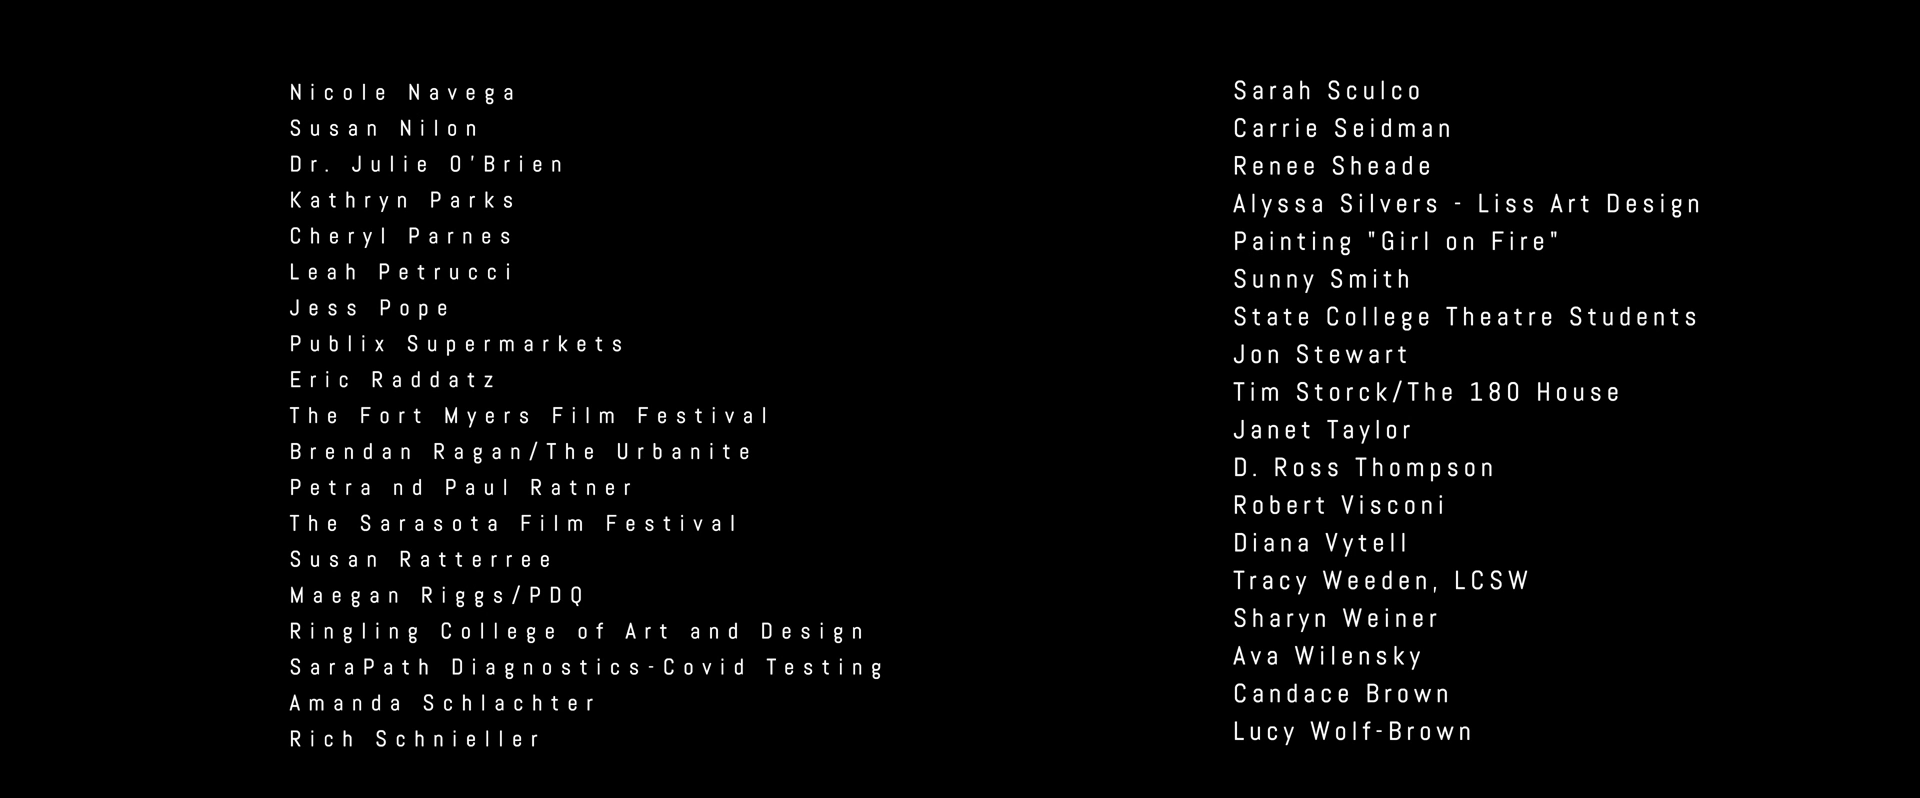 Nicole Navega
Susan Nilon
Dr. Julie O'Brien
Kathryn Parks
Cheryl Parnes
Leah Petrucci
Jess Pope
Publix Supermarkets
Eric Raddatz
The Fort Myers Film Festival
Brendan Ragan/The Urbanite
Petra nd Paul Ratner
The Sarasota Film Festival
Susan Ratterree
Maegan Riggs/PDQ
Ringling College of Art and Design
SaraPath Diagnostics-Covid Testing
Amanda Schlachter
Rich Schnieller
Sarah Sculco
Carrie Seidman
Renee Sheade
Alyssa Silvers - Liss Art Design
Painting "Girl on Fire"
Sunny Smith
State College Theatre Students
Jon Stewart
Tim Storck/The 180 House
Janet Taylor
D. Ross Thompson
Robert Visconi
Diana Vytell
Tracy Weeden, LCSW
Sharyn Weiner
Ava Wilensky
Candace Brown
Lucy Wolf-Brown